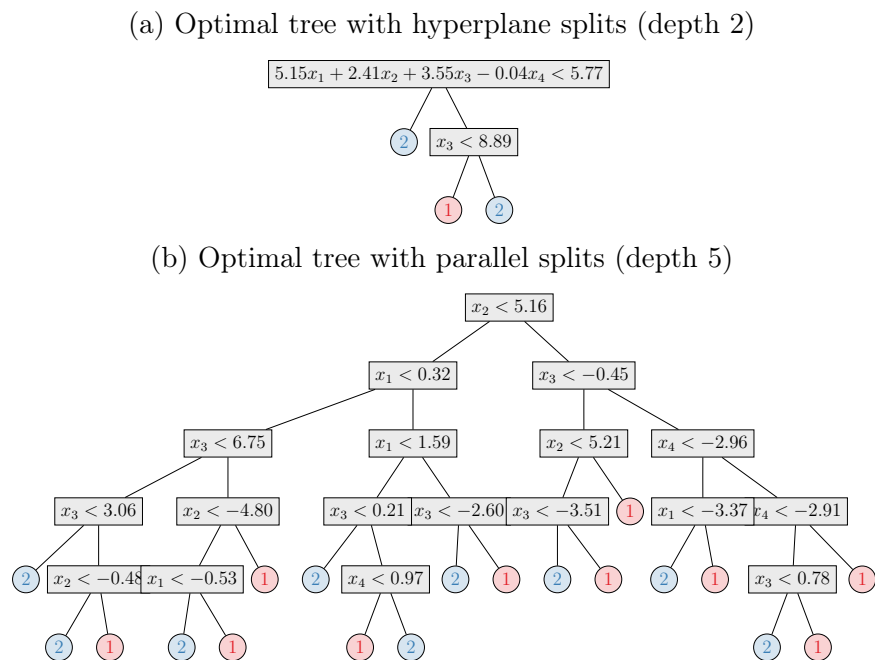 (a) Optimal tree with hyperplane splits (depth 2)
5.15x₁ + 2.41x₂ + 3.55x₃ − 0.04x₄ < 5.77
2 x₃ < 8.89
1 2
(b) Optimal tree with parallel splits (depth 5)
x₂ < 5.16
x₁ < 0.32 x₃ < −0.45
x₃ < 6.75 x₁ < 1.59 x₂ < 5.21 x₄ < −2.96
x₃ < 3.06 x₂ < −4.80 x₃ < 0.21 x₃ < −2.60 x₃ < −3.51 1 x₁ < −3.37 x₄ < −2.91
2 x₂ < −0.48 x₁ < −0.53 1 2 x₄ < 0.97 2 1 2 1 2 1 x₃ < 0.78 1
2 1 2 1 1 2 2 1